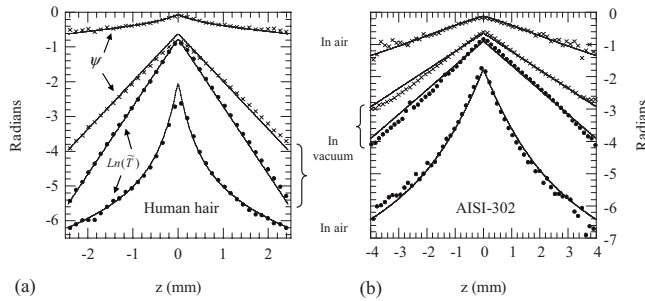 0
-1
-2
-3
-4
-5
-6
Radians
ψ
Ln(T̃)
Human hair
-2 -1 0 1 2
(a) z (mm)
In air
In vacuum
In air
0
-1
-2
-3
-4
-5
-6
-7
Radians
AISI-302
-4 -3 -2 -1 0 1 2 3 4
(b) z (mm)